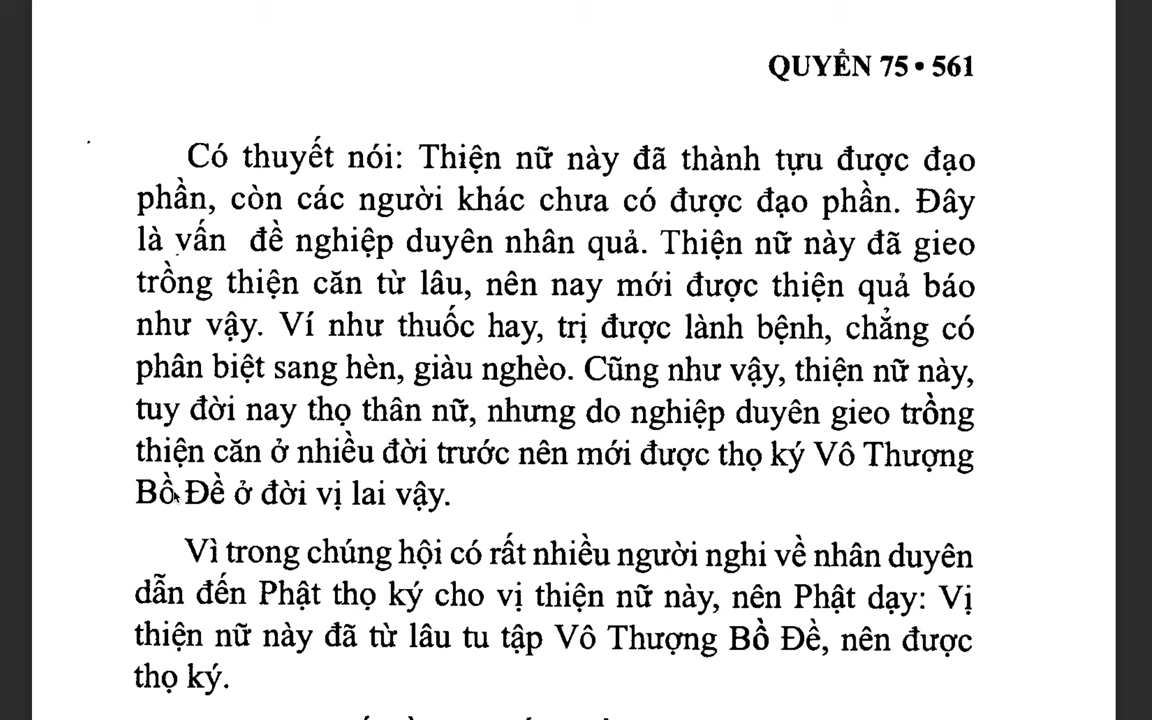 QUYỂN 75 • 561
Có thuyết nói: Thiện nữ này đã thành tựu được đạo
phần, còn các người khác chưa có được đạo phần. Đây
là vấn đề nghiệp duyên nhân quả. Thiện nữ này đã gieo
trồng thiện căn từ lâu, nên nay mới được thiện quả báo
như vậy. Ví như thuốc hay, trị được lành bệnh, chẳng có
phân biệt sang hèn, giàu nghèo. Cũng như vậy, thiện nữ này,
tuy đời nay thọ thân nữ, nhưng do nghiệp duyên gieo trồng
thiện căn ở nhiều đời trước nên mới được thọ ký Vô Thượng
Bồ Đề ở đời vị lai vậy.
Vì trong chúng hội có rất nhiều người nghi về nhân duyên
dẫn đến Phật thọ ký cho vị thiện nữ này, nên Phật dạy: Vị
thiện nữ này đã từ lâu tu tập Vô Thượng Bồ Đề, nên được
thọ ký.